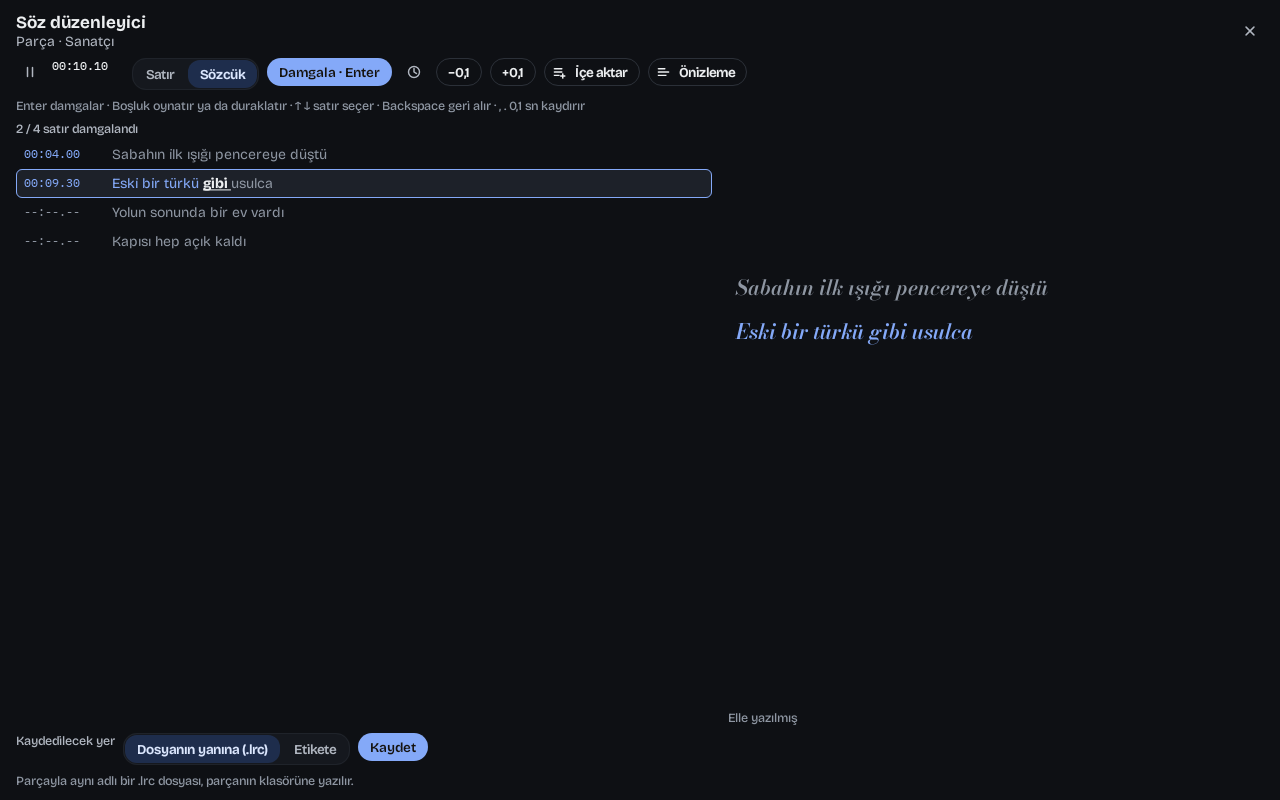 Söz düzenleyici
Parça · Sanatçı
00:10.10 Satır Sözcük Damgala · Enter −0,1 +0,1 İçe aktar Önizleme
Enter damgalar · Boşluk oynatır ya da duraklatır · ↑ ↓ satır seçer · Backspace geri alır · , . 0,1 sn kaydırır
2 / 4 satır damgalandı
00:04.00 Sabahın ilk ışığı pencereye düştü
00:09.30 Eski bir türkü gibi usulca
--:--.-- Yolun sonunda bir ev vardı
--:--.-- Kapısı hep açık kaldı
Sabahın ilk ışığı pencereye düştü
Eski bir türkü gibi usulca
Elle yazılmış
Kaydedilecek yer Dosyanın yanına (.lrc) Etikete Kaydet
Parçayla aynı adlı bir .lrc dosyası, parçanın klasörüne yazılır.